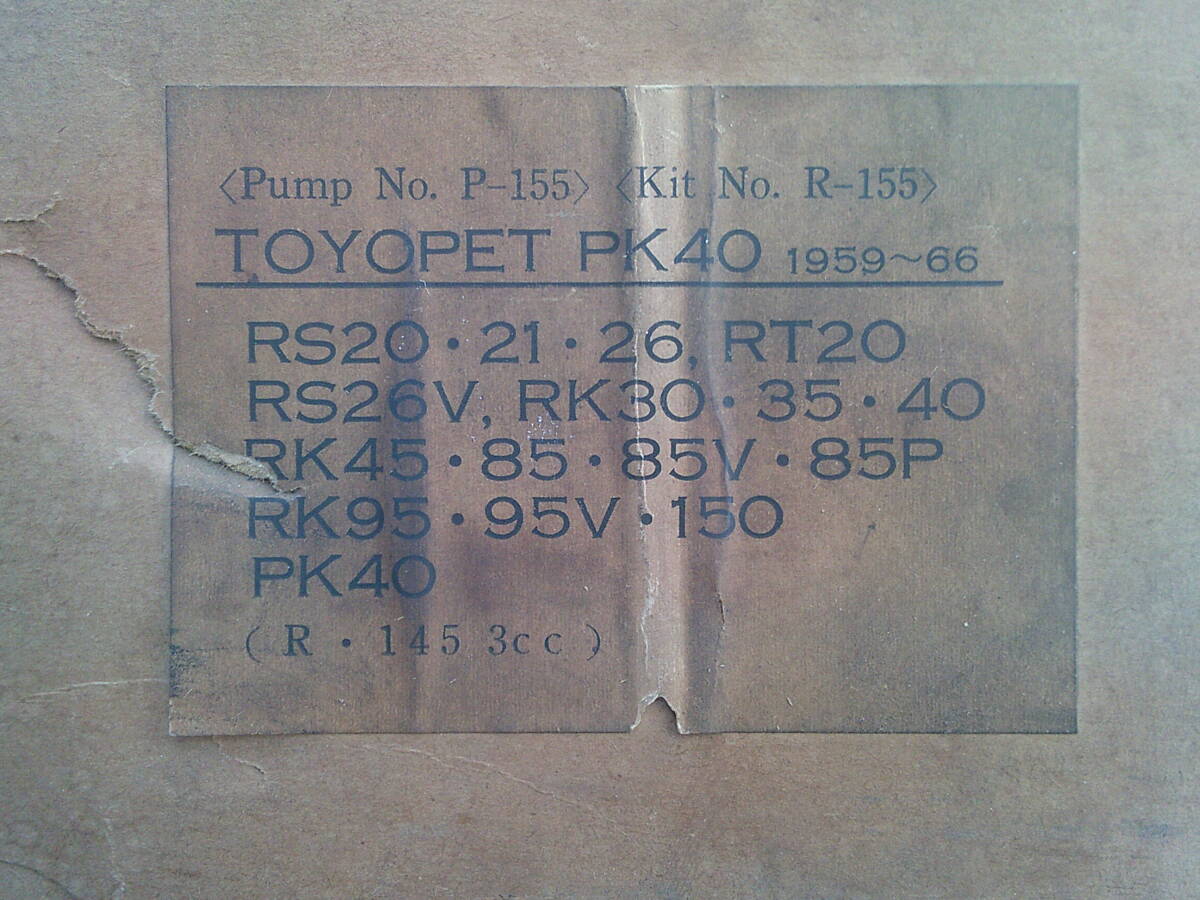 〈Pump No. P-155〉 〈Kit No. R-155〉
TOYOPET PK40 1959~66
RS20・21・26, RT20
RS26V, RK30・35・40
RK45・85・85V・85P
RK95・95V・150
PK40
( R・145 3cc )